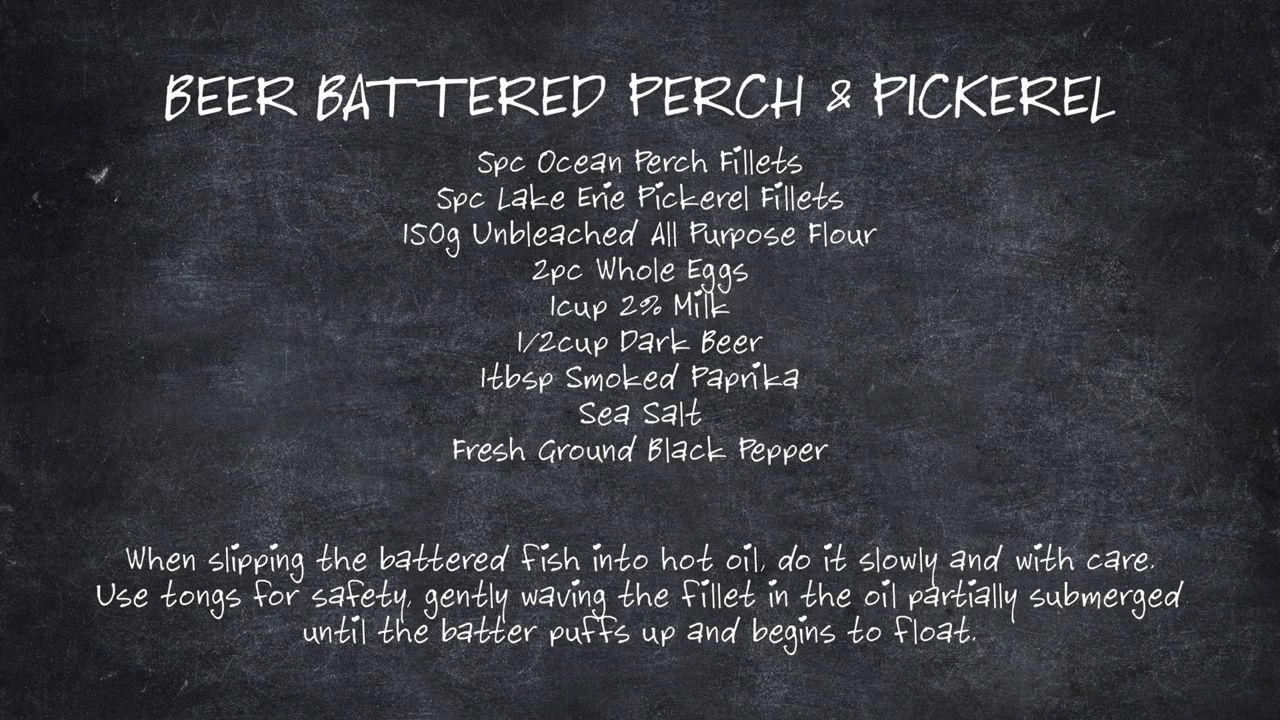 BEER BATTERED PERCH & PICKEREL
5pc Ocean Perch Fillets
5pc Lake Erie Pickerel Fillets
150g Unbleached All Purpose Flour
2pc Whole Eggs
1cup 2% Milk
1/2cup Dark Beer
1tbsp Smoked Paprika
Sea Salt
Fresh Ground Black Pepper
When slipping the battered fish into hot oil, do it slowly and with care.
Use tongs for safety, gently waving the fillet in the oil partially submerged
until the batter puffs up and begins to float.